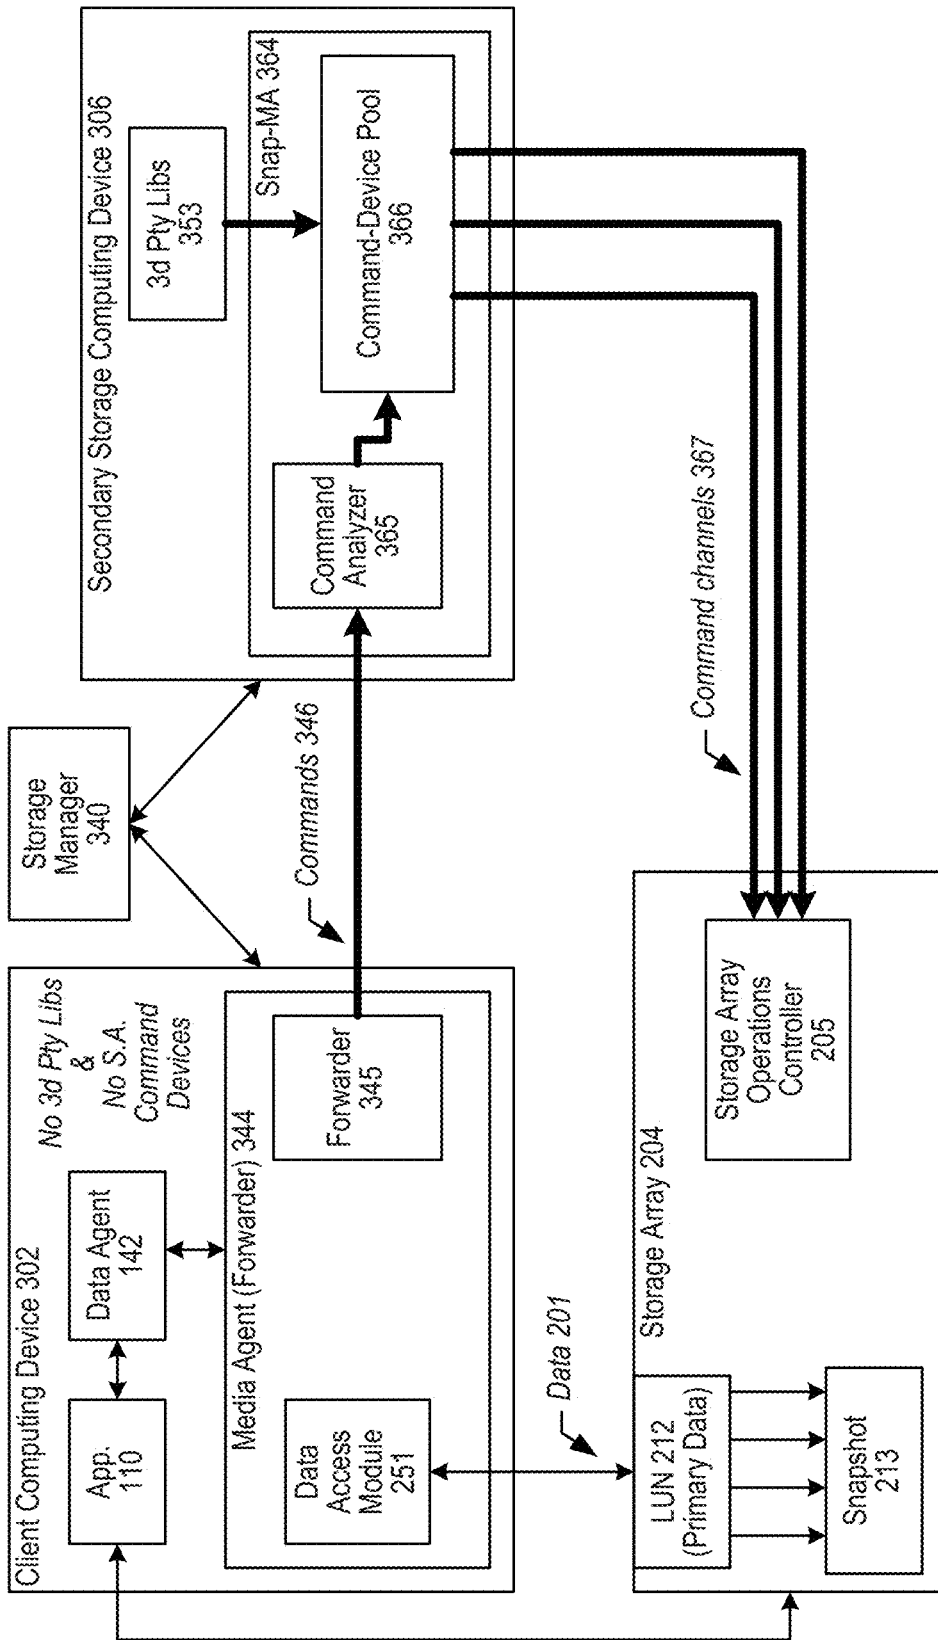 Client Computing Device 302
App.
110
Data Agent
142
No 3d Pty Libs
&
No S.A.
Command
Devices
Media Agent (Forwarder) 344
Data
Access
Module
251
Forwarder
345
Storage
Manager
340
Commands 346
Secondary Storage Computing Device 306
3d Pty Libs
353
Snap-MA 364
Command
Analyzer
365
Command-Device Pool
366
Data 201
Command channels 367
Storage Array 204
LUN 212
(Primary Data)
Snapshot
213
Storage Array
Operations
Controller
205